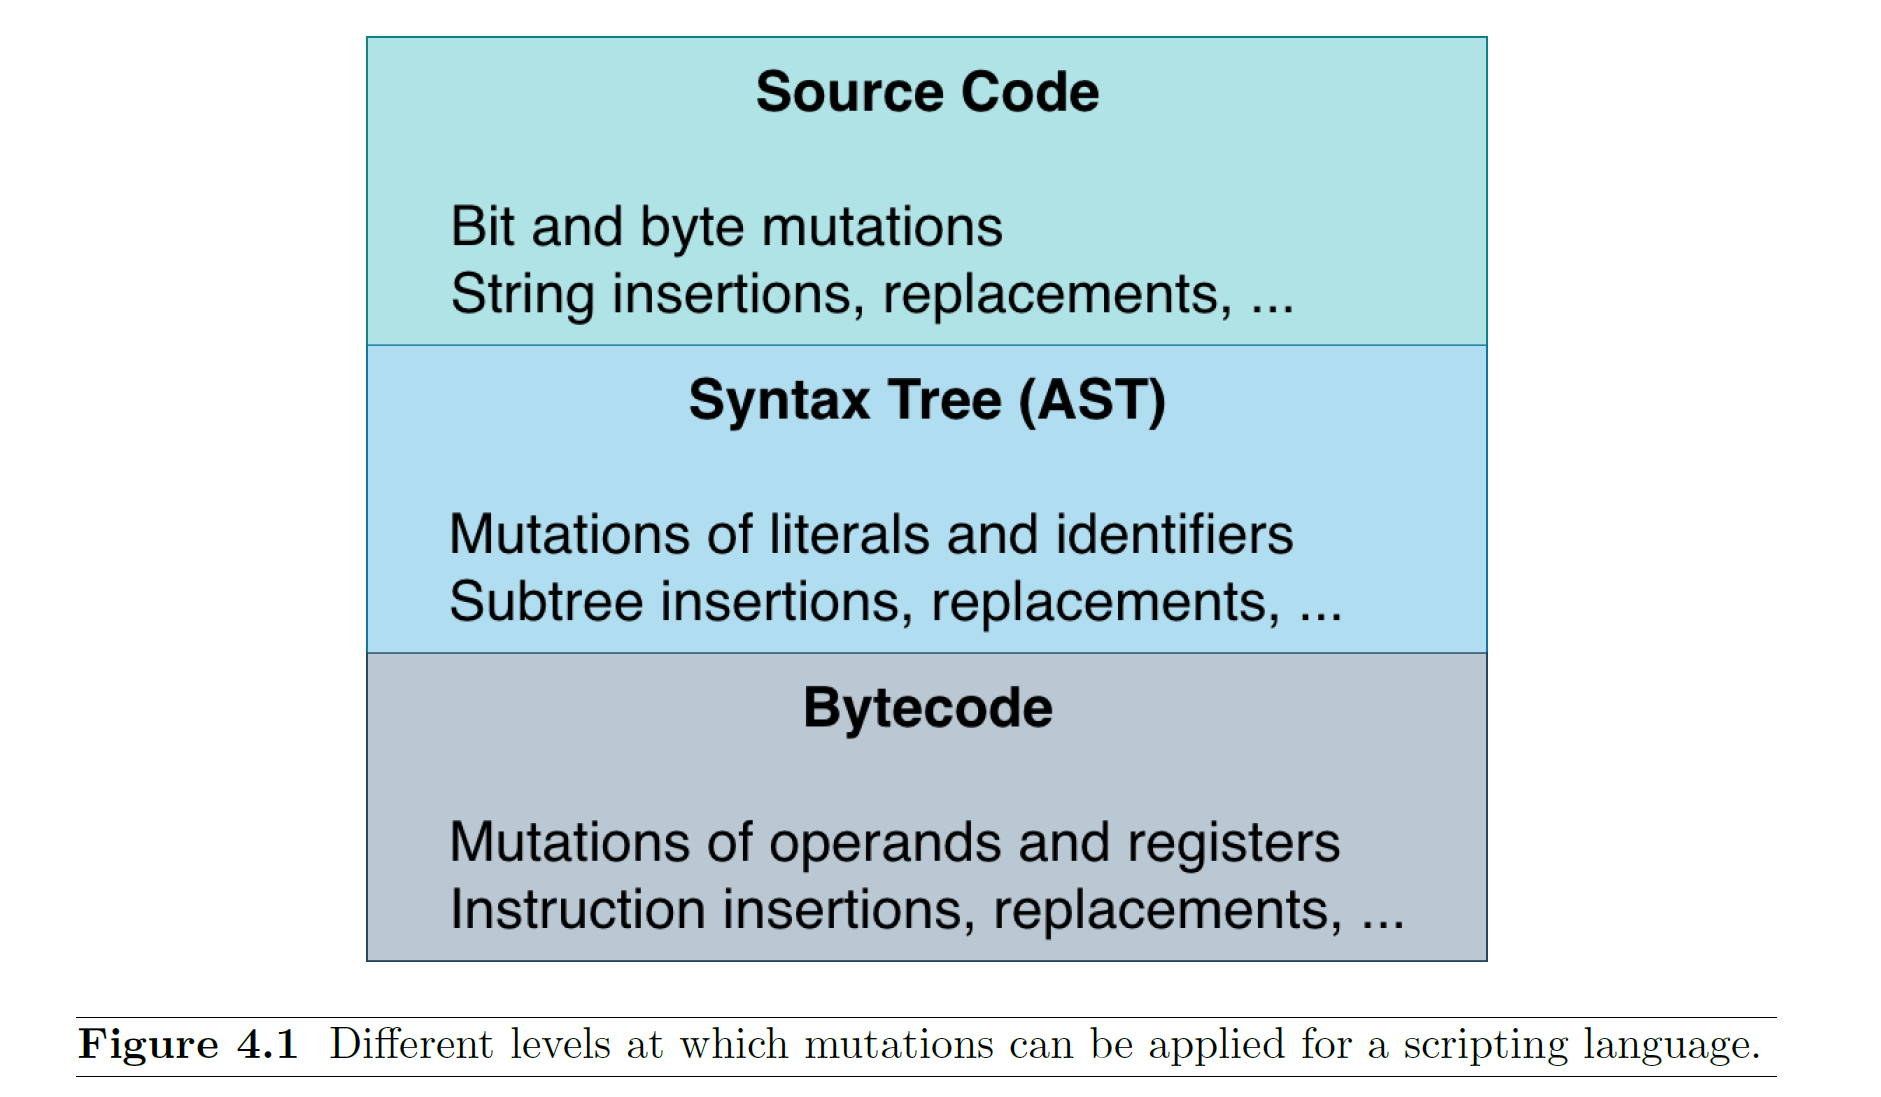 Source Code
Bit and byte mutations
String insertions, replacements, ...
Syntax Tree (AST)
Mutations of literals and identifiers
Subtree insertions, replacements, ...
Bytecode
Mutations of operands and registers
Instruction insertions, replacements, ...
Figure 4.1 Different levels at which mutations can be applied for a scripting language.